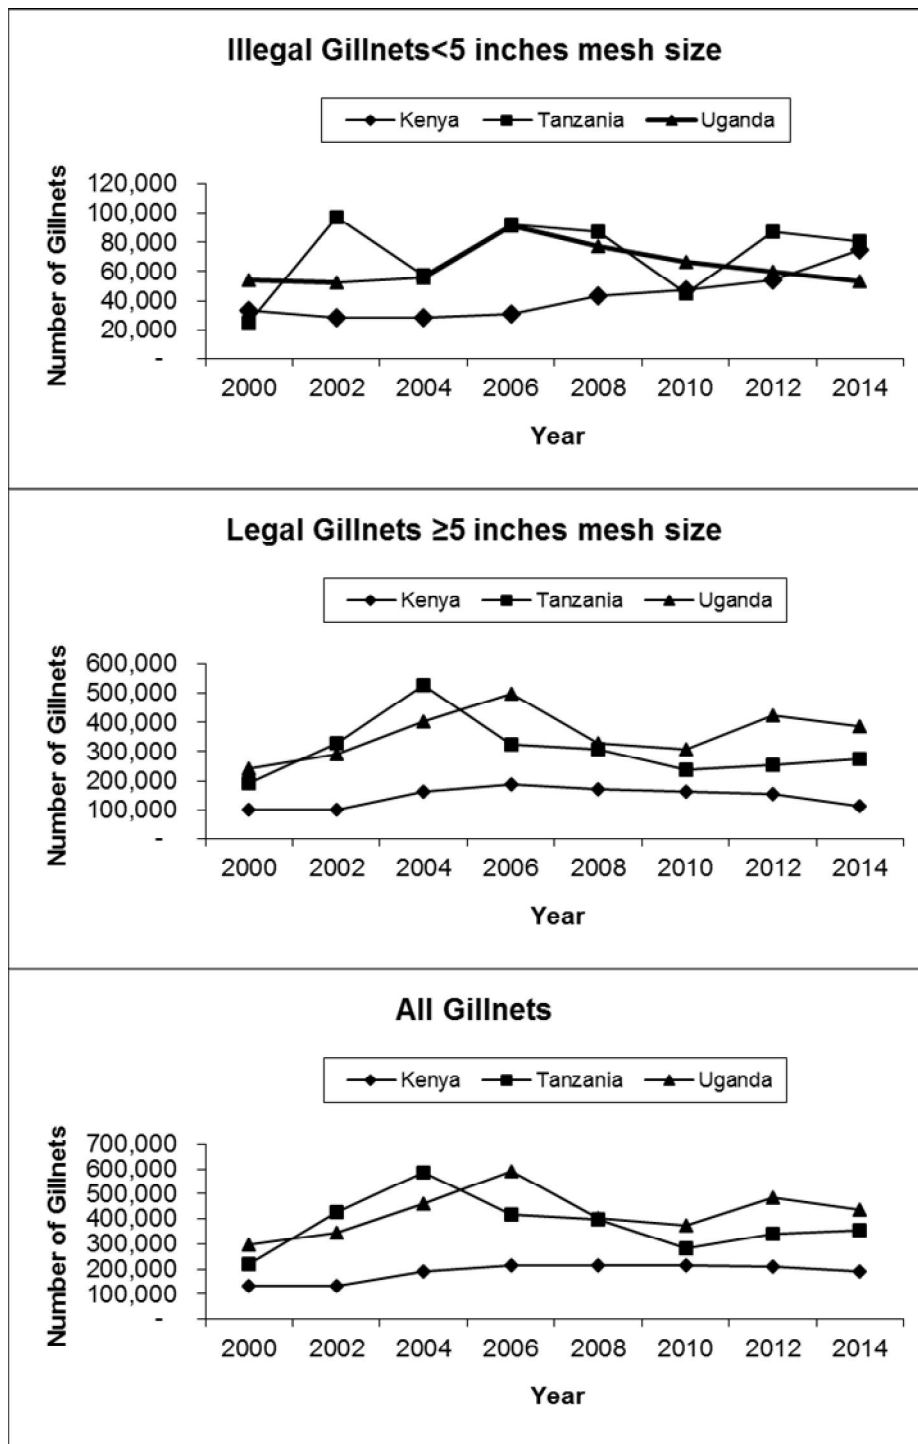 Illegal Gillnets<5 inches mesh size
Kenya Tanzania Uganda
Number of Gillnets
120,000
100,000
80,000
60,000
40,000
20,000
-
2000 2002 2004 2006 2008 2010 2012 2014
Year
Legal Gillnets ≥5 inches mesh size
Kenya Tanzania Uganda
Number of Gillnets
600,000
500,000
400,000
300,000
200,000
100,000
-
2000 2002 2004 2006 2008 2010 2012 2014
Year
All Gillnets
Kenya Tanzania Uganda
Number of Gillnets
700,000
600,000
500,000
400,000
300,000
200,000
100,000
-
2000 2002 2004 2006 2008 2010 2012 2014
Year